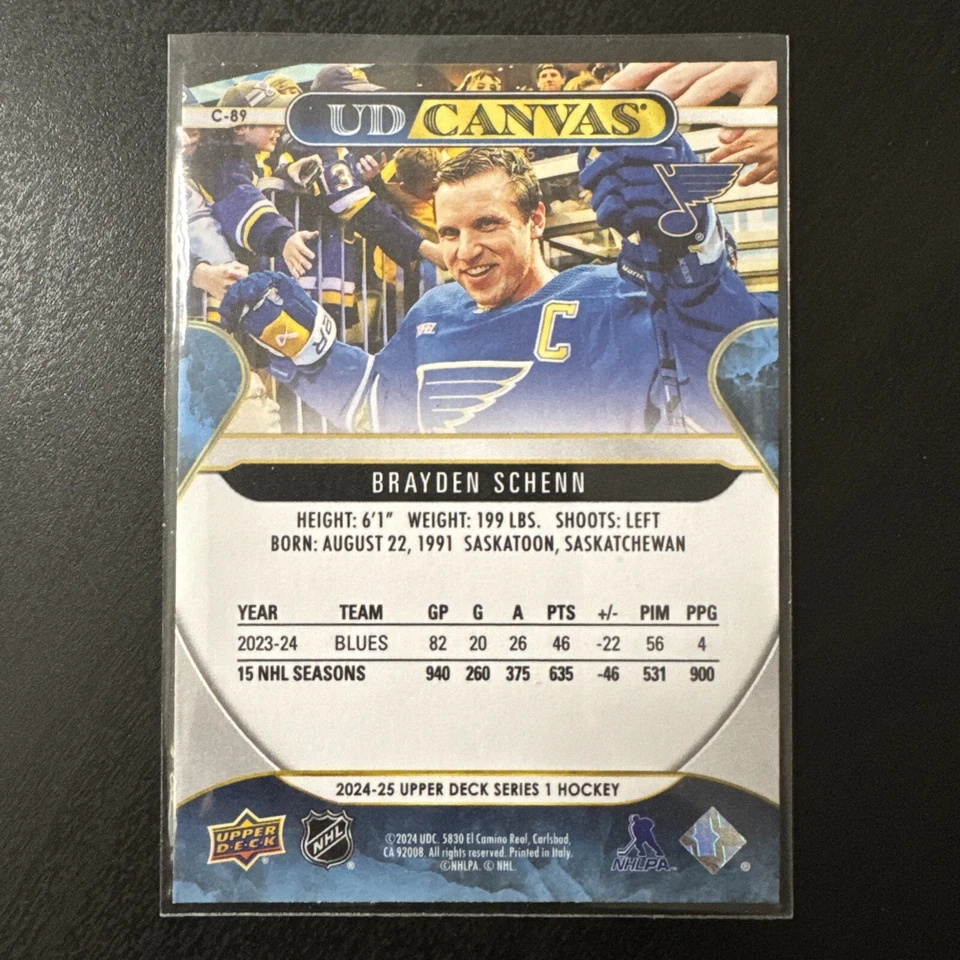 C-89
UD CANVAS
C
BRAYDEN SCHENN
HEIGHT: 6'1" WEIGHT: 199 LBS. SHOOTS: LEFT
BORN: AUGUST 22, 1991 SASKATOON, SASKATCHEWAN
YEAR TEAM GP G A PTS +/- PIM PPG
2023-24 BLUES 82 20 26 46 -22 56 4
15 NHL SEASONS 940 260 375 635 -46 531 900
2024-25 UPPER DECK SERIES 1 HOCKEY
UPPER DECK
NHL
©2024 UDC. 5830 El Camino Real, Carlsbad,
CA 92008. All rights reserved. Printed in Italy.
©NHLPA. © NHL.
NHLPA